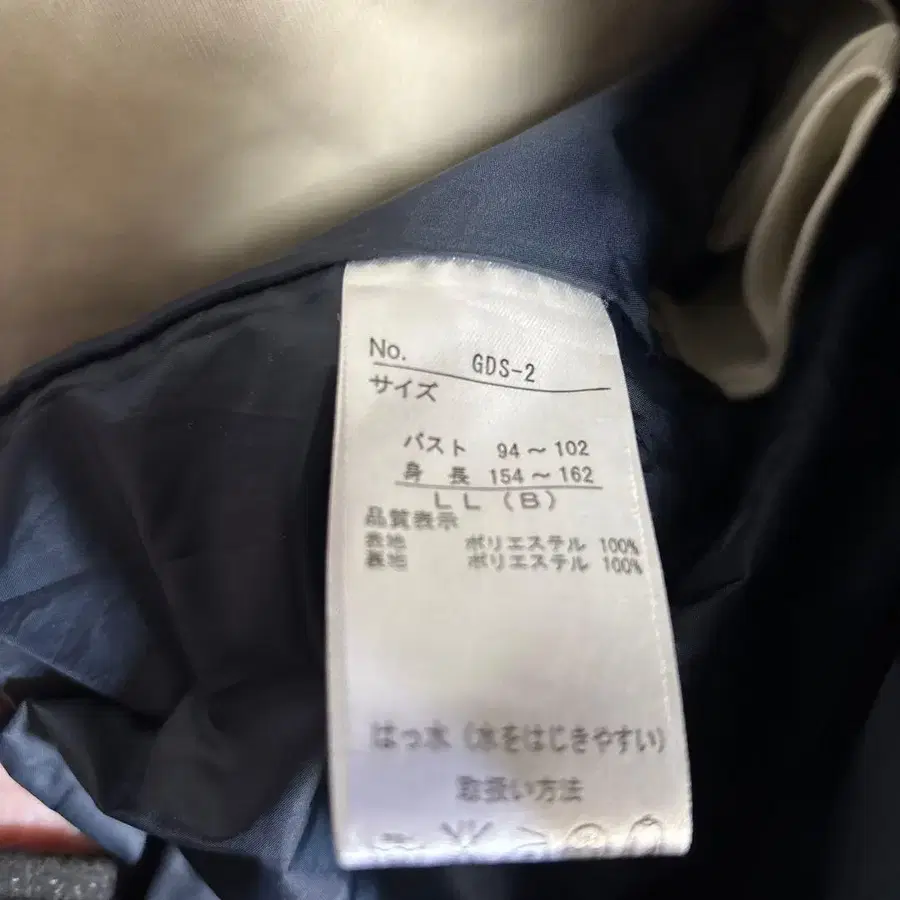 No. GDS-2
サイズ
バスト 94～102
身長 154～162
LL(B)
品質表示
表地 ポリエステル 100%
裏地 ポリエステル 100%
はっ水(水をはじきやすい)
取扱い方法